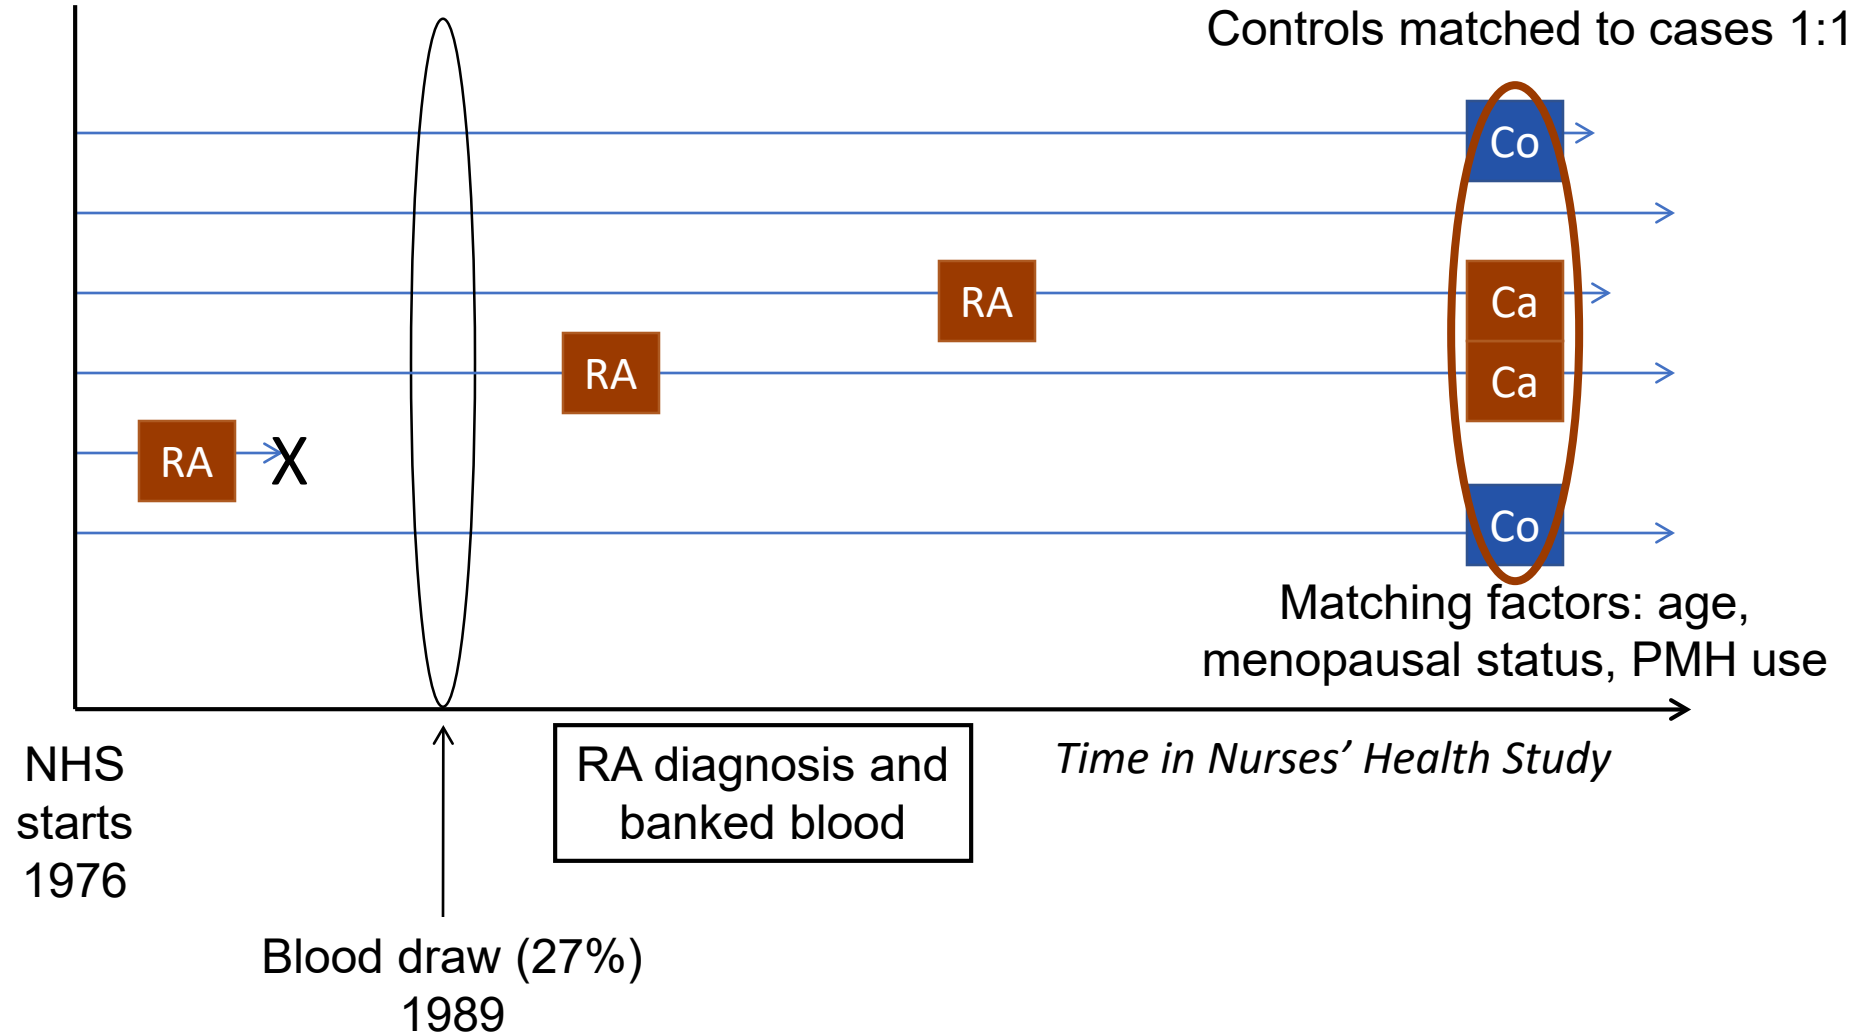 Controls matched to cases 1:1
Co
RA
Ca
RA
Ca
RA
X
Co
Matching factors: age,
menopausal status, PMH use
NHS
starts
1976
RA diagnosis and
banked blood
Time in Nurses’ Health Study
Blood draw (27%)
1989